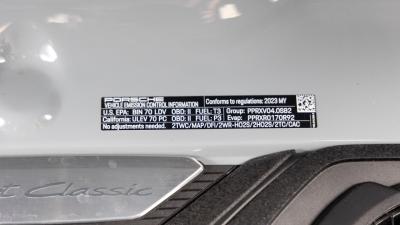 PORSCHE
VEHICLE EMISSION CONTROL INFORMATION
Conforms to regulations: 2023 MY
U.S. EPA: BIN 70 LDV OBD: II FUEL: T3 Group: PPRXV04.0SB2
California: ULEV 70 PC OBD: II FUEL: P3 Evap: PPRXR0170R92
No adjustments needed. 2TWC/MAP/DFI/2WR-HO2S/2HO2S/2TC/CAC
t Classic